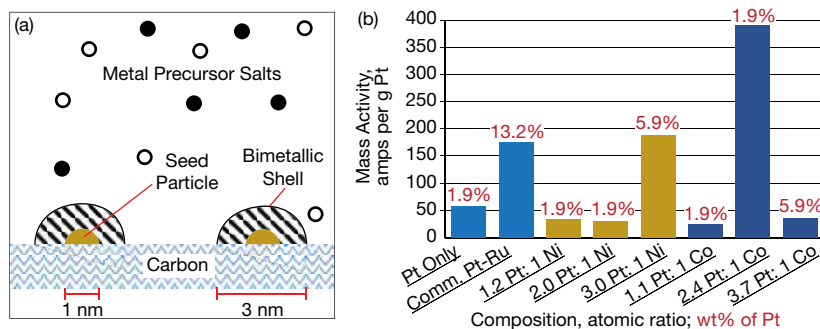 (a)
Metal Precursor Salts
Seed
Particle
Bimetallic
Shell
Carbon
1 nm
3 nm
(b)
Mass Activity,
amps per g Pt
400
350
300
250
200
150
100
50
0
1.9%
13.2%
1.9%
1.9%
5.9%
1.9%
1.9%
5.9%
Pt Only
Comm. Pt-Ru
1.2 Pt: 1 Ni
2.0 Pt: 1 Ni
3.0 Pt: 1 Ni
1.1 Pt: 1 Co
2.4 Pt: 1 Co
3.7 Pt: 1 Co
Composition, atomic ratio; wt% of Pt